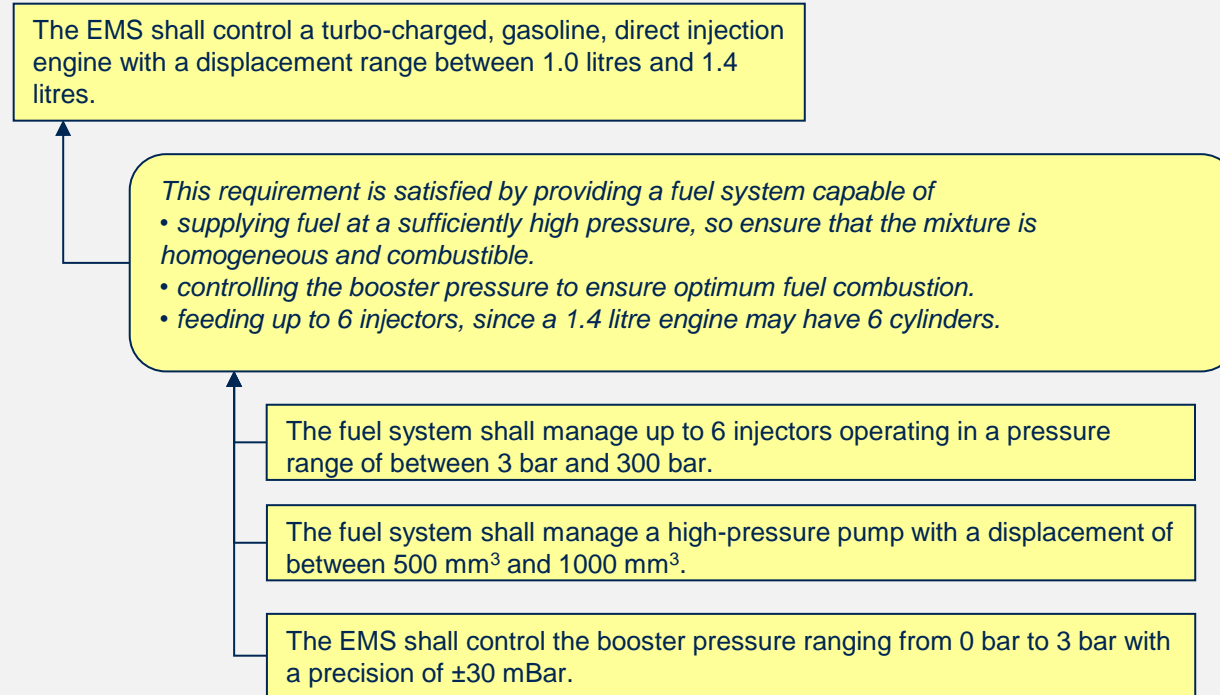 The EMS shall control a turbo-charged, gasoline, direct injection
engine with a displacement range between 1.0 litres and 1.4
litres.
This requirement is satisfied by providing a fuel system capable of
• supplying fuel at a sufficiently high pressure, so ensure that the mixture is
homogeneous and combustible.
• controlling the booster pressure to ensure optimum fuel combustion.
• feeding up to 6 injectors, since a 1.4 litre engine may have 6 cylinders.
The fuel system shall manage up to 6 injectors operating in a pressure
range of between 3 bar and 300 bar.
The fuel system shall manage a high-pressure pump with a displacement of
between 500 mm³ and 1000 mm³.
The EMS shall control the booster pressure ranging from 0 bar to 3 bar with
a precision of ±30 mBar.